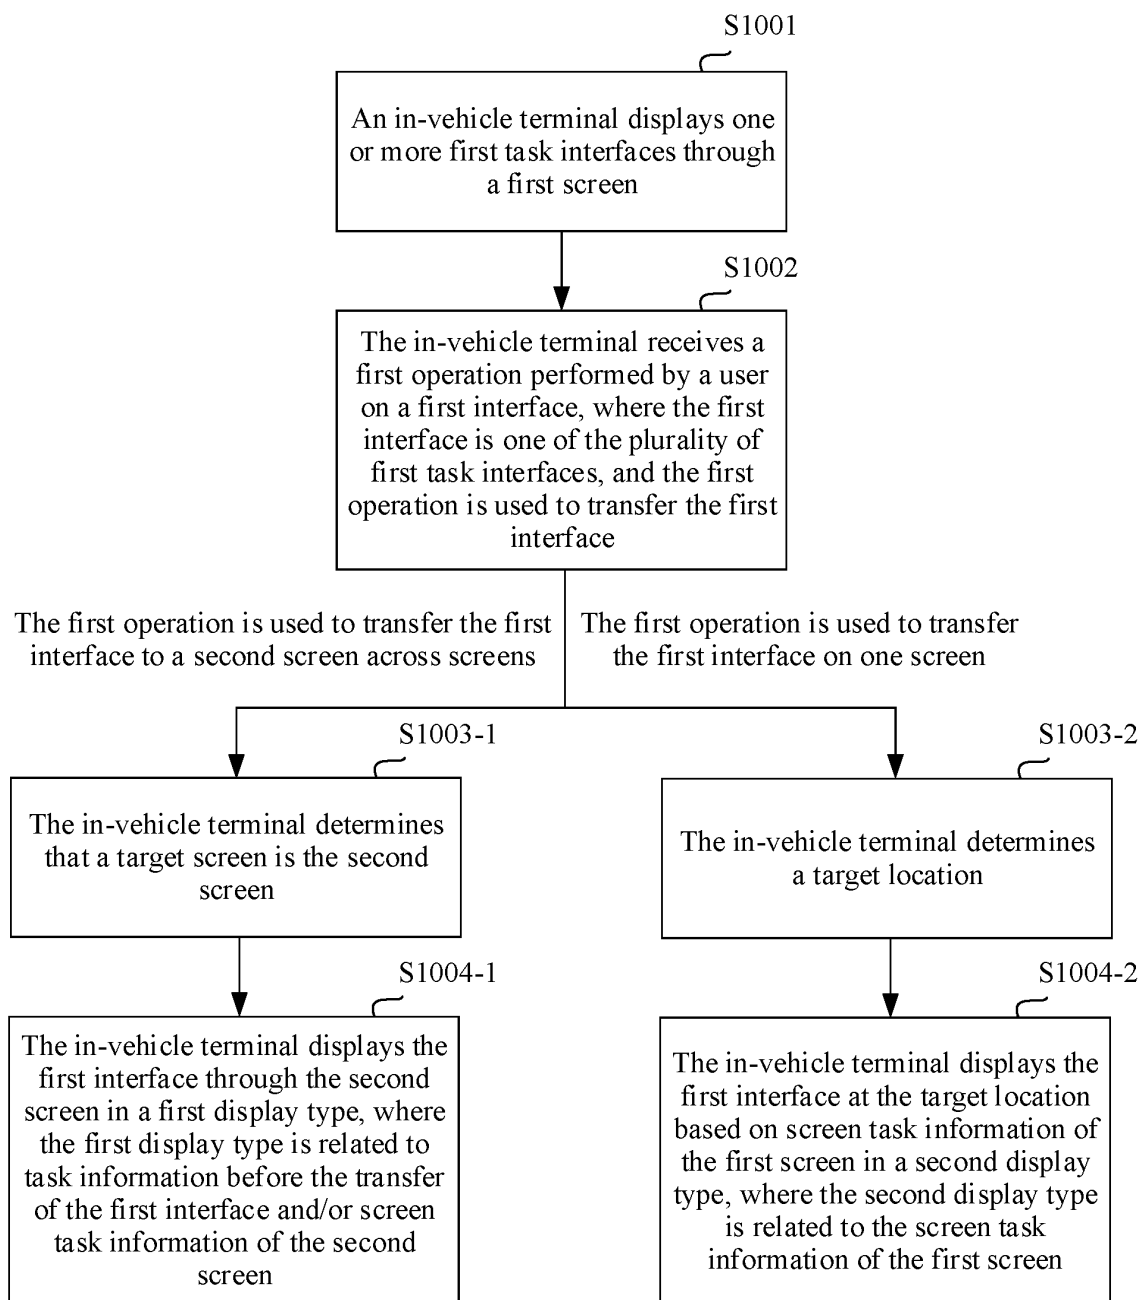 S1001
An in-vehicle terminal displays one
or more first task interfaces through
a first screen
S1002
The in-vehicle terminal receives a
first operation performed by a user
on a first interface, where the first
interface is one of the plurality of
first task interfaces, and the first
operation is used to transfer the first
interface
The first operation is used to transfer the first
interface to a second screen across screens
The first operation is used to transfer
the first interface on one screen
S1003-1
The in-vehicle terminal determines
that a target screen is the second
screen
S1003-2
The in-vehicle terminal determines
a target location
S1004-1
The in-vehicle terminal displays the
first interface through the second
screen in a first display type, where
the first display type is related to
task information before the transfer
of the first interface and/or screen
task information of the second
screen
S1004-2
The in-vehicle terminal displays the
first interface at the target location
based on screen task information of
the first screen in a second display
type, where the second display type
is related to the screen task
information of the first screen